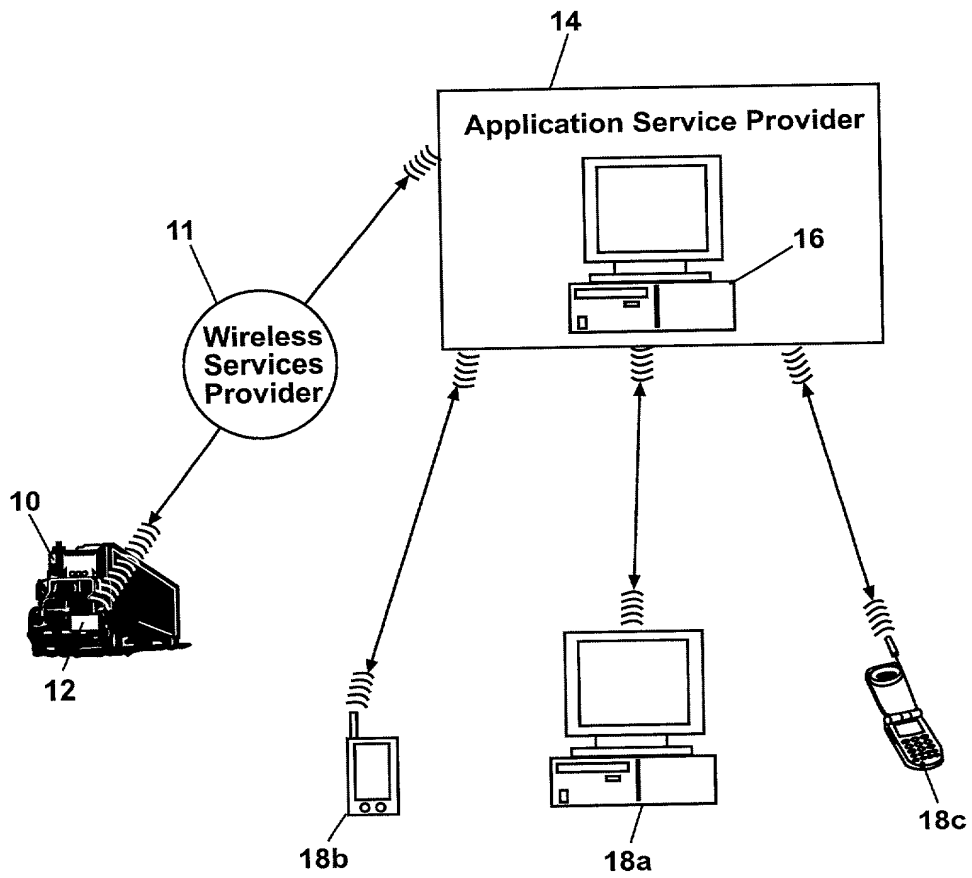 14
Application Service Provider
16
11
Wireless
Services
Provider
10
12
18b
18a
18c